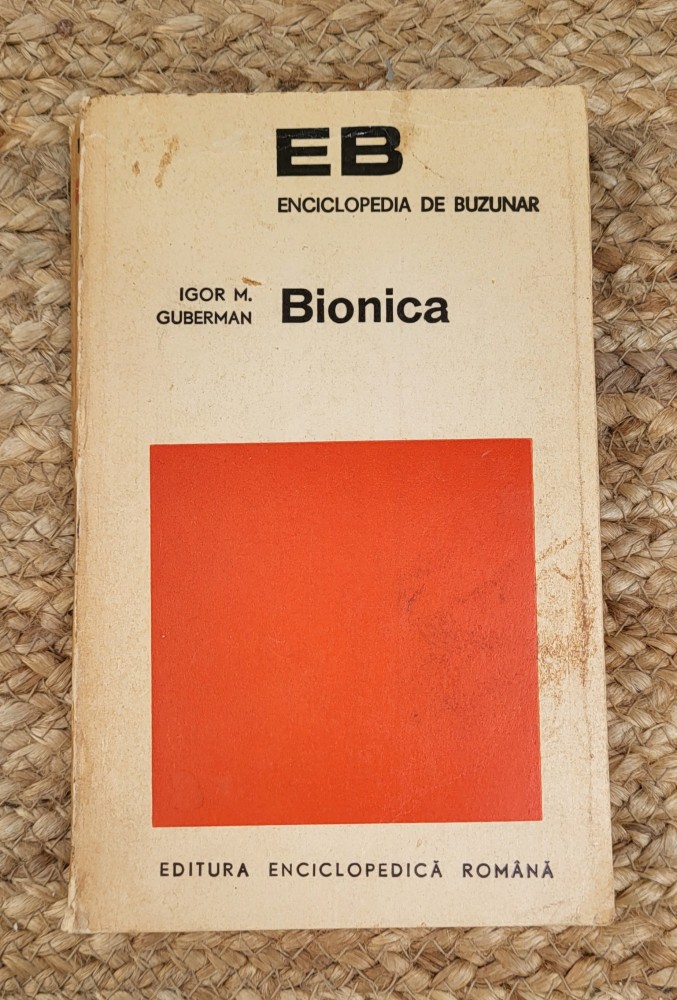 EB
ENCICLOPEDIA DE BUZUNAR
IGOR M.
GUBERMAN
Bionica
EDITURA ENCICLOPEDICĂ ROMÂNĂ